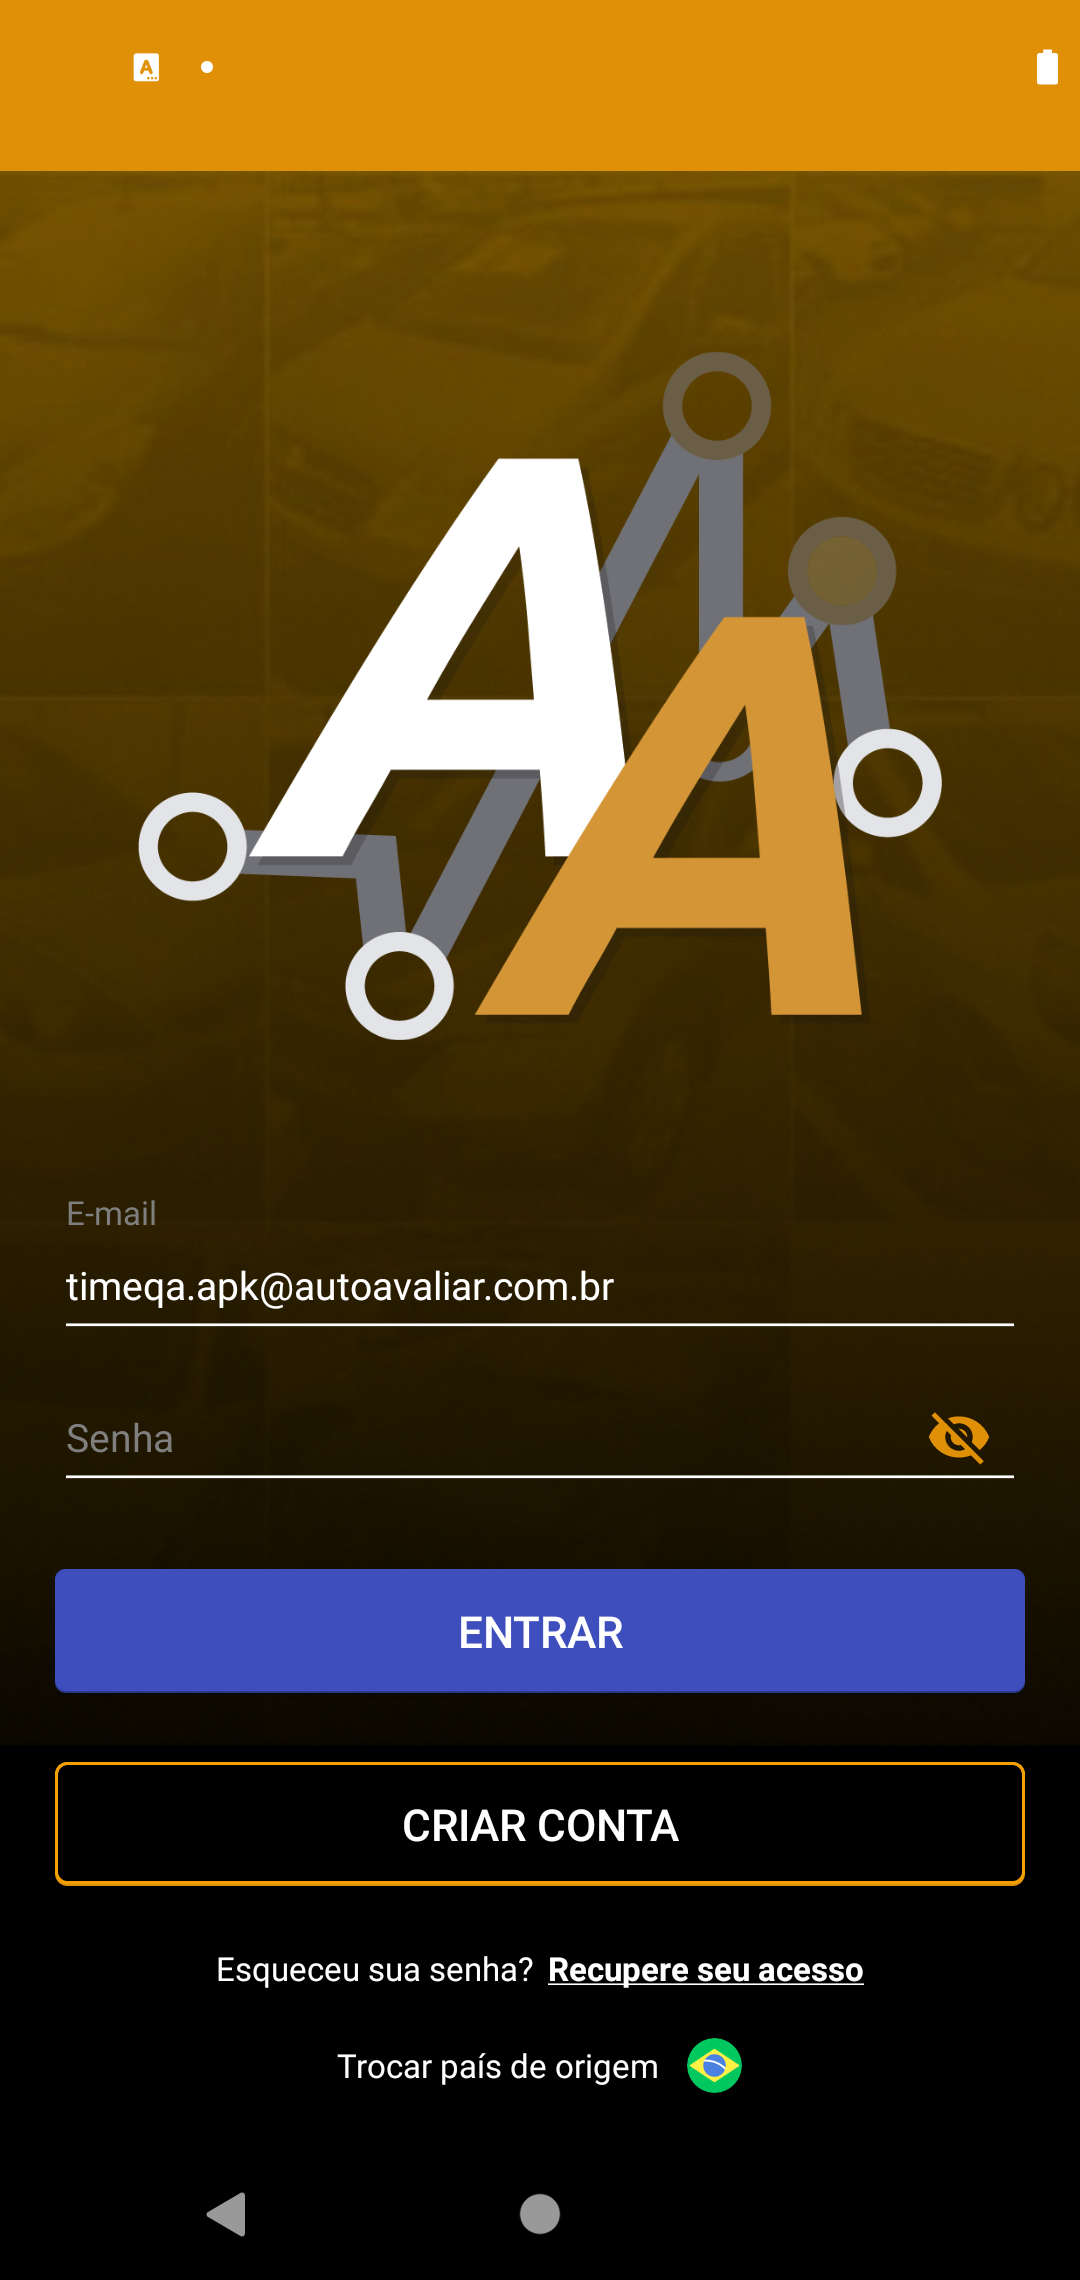 A
A
E-mail
timeqa.apk@autoavaliar.com.br
Senha
ENTRAR
CRIAR CONTA
Esqueceu sua senha? Recupere seu acesso
Trocar país de origem